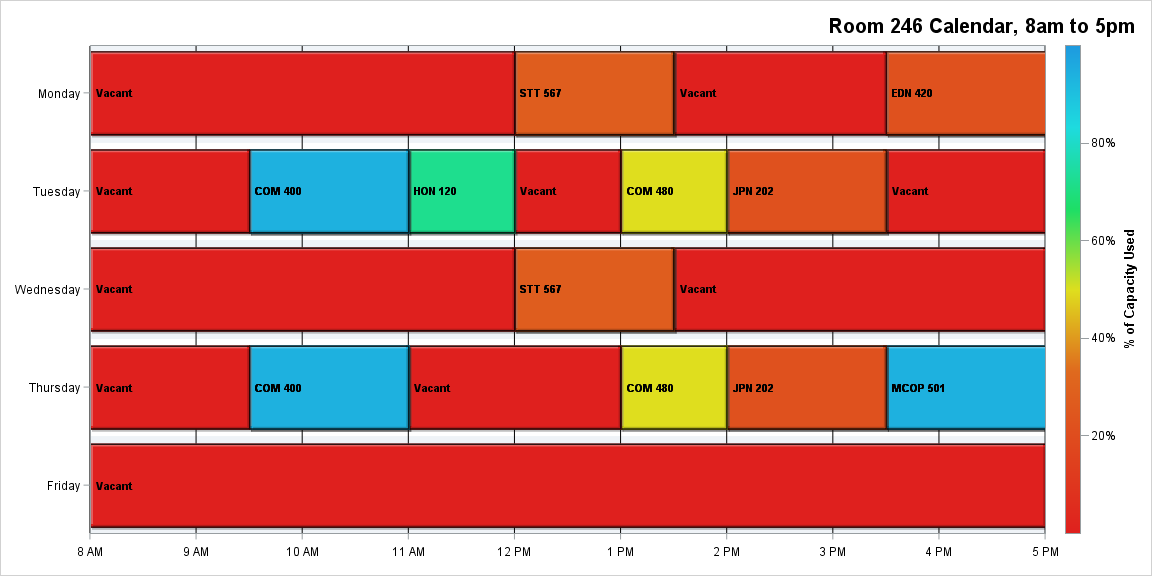 Room 246 Calendar, 8am to 5pm
Monday
Vacant
STT 567
Vacant
EDN 420
Tuesday
Vacant
COM 400
HON 120
Vacant
COM 480
JPN 202
Vacant
Wednesday
Vacant
STT 567
Vacant
Thursday
Vacant
COM 400
Vacant
COM 480
JPN 202
MCOP 501
Friday
Vacant
8 AM
9 AM
10 AM
11 AM
12 PM
1 PM
2 PM
3 PM
4 PM
5 PM
80%
60%
40%
20%
% of Capacity Used